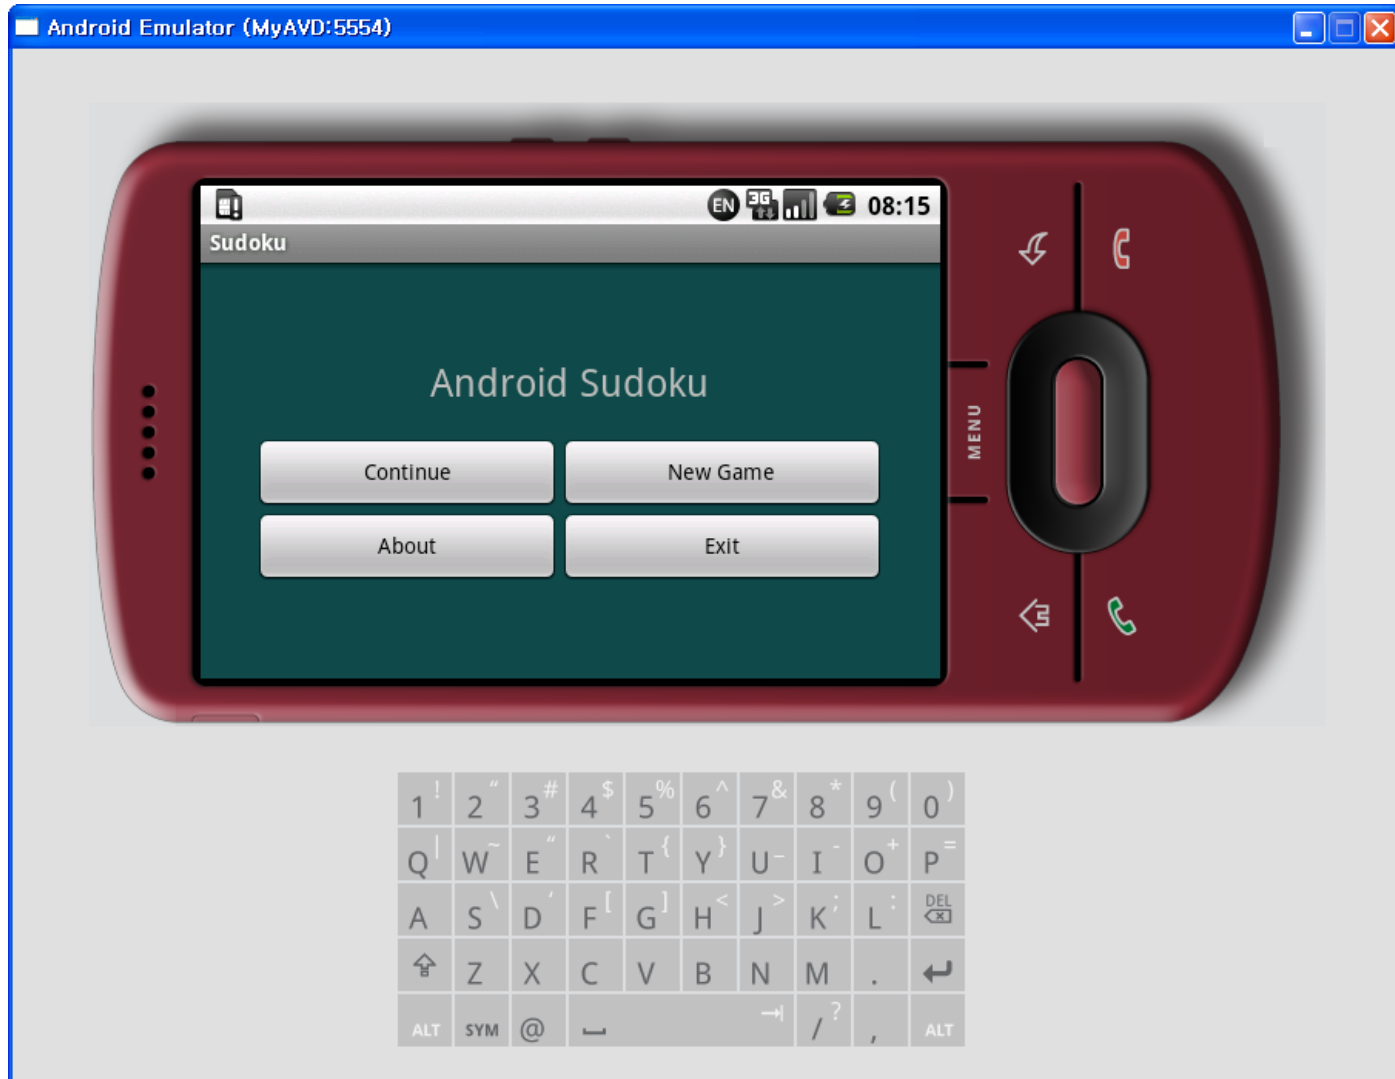 Android Emulator (MyAVD:5554)
EN 3G 08:15
Sudoku
Android Sudoku
Continue New Game
About Exit
MENU
1 ! 2 " 3 # 4 $ 5 % 6 ^ 7 & 8 * 9 ( 0 )
Q | W ~ E " R ` T { Y } U _ I - O + P =
A S \ D ' F [ G ] H < J > K ; L : DEL
Z X C V B N M .
ALT SYM @ / ? , ALT